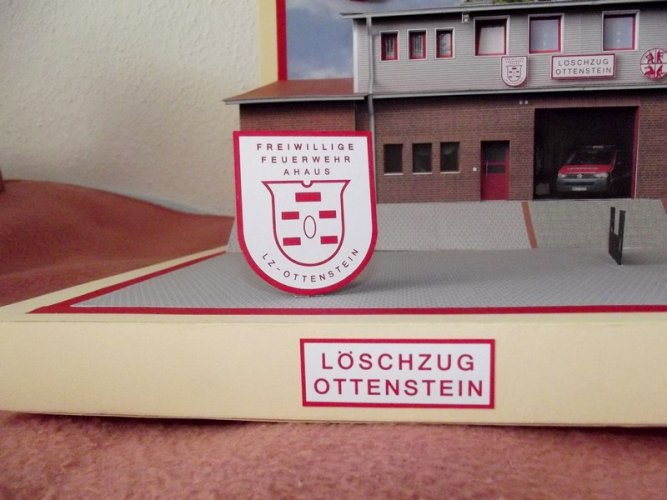 LÖSCHZUG
OTTENSTEIN
FREIWILLIGE
FEUERWEHR
AHAUS
LZ-OTTENSTEIN
LÖSCHZUG
OTTENSTEIN